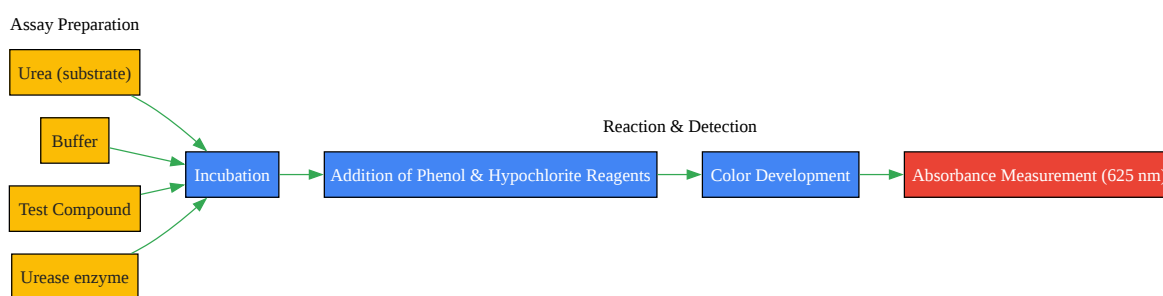 Assay Preparation
Urea (substrate)
Buffer
Test Compound
Urease enzyme
Incubation
Reaction & Detection
Addition of Phenol & Hypochlorite Reagents
Color Development
Absorbance Measurement (625 nm)